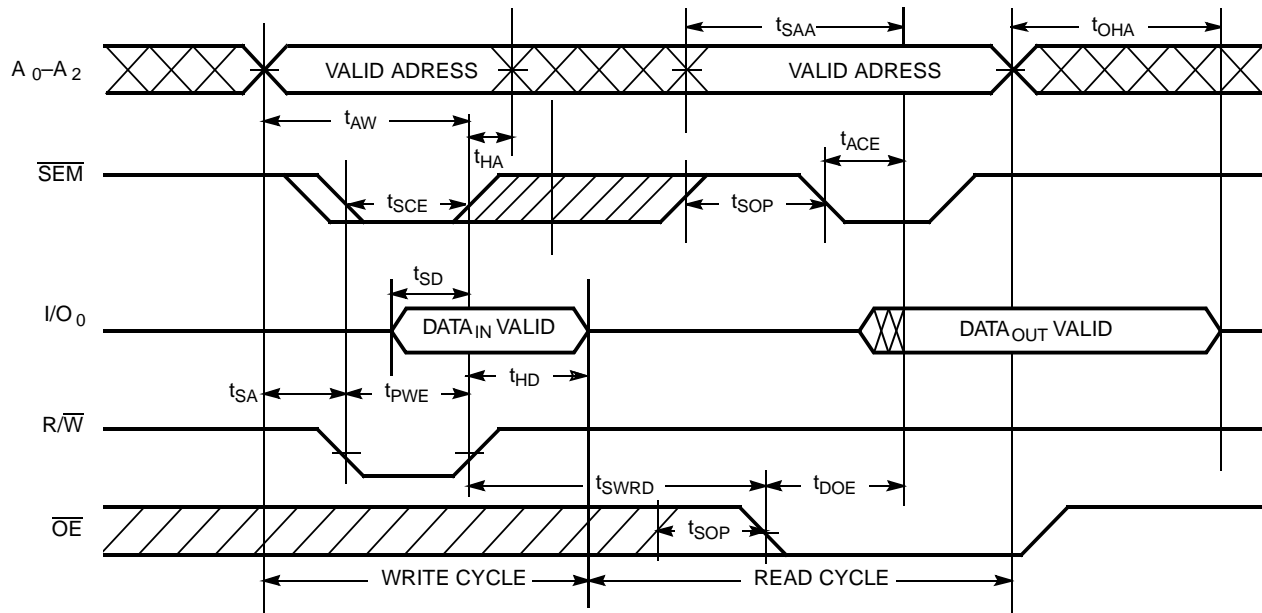 tSAA
tOHA
A 0–A 2
VALID ADRESS
VALID ADRESS
tAW
tHA
tACE
SEM
tSCE
tSOP
tSD
I/O 0
DATAIN VALID
DATAOUT VALID
tSA
tPWE
tHD
R/W
tSWRD
tDOE
OE
tSOP
WRITE CYCLE
READ CYCLE